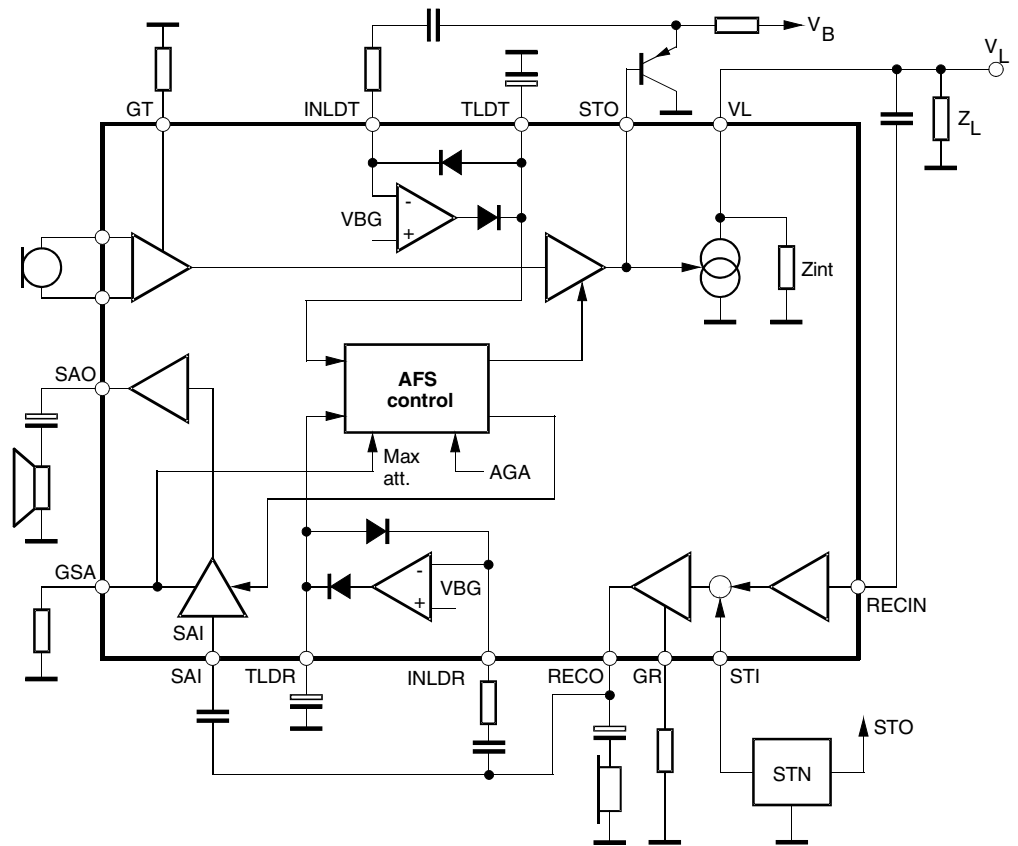 V_B
V_L
GT
INLDT
TLDT
STO
VL
Z_L
-
VBG
+
Zint
SAO
AFS
control
Max
att.
AGA
GSA
-
VBG
+
RECIN
SAI
SAI
TLDR
INLDR
RECO
GR
STI
STO
STN